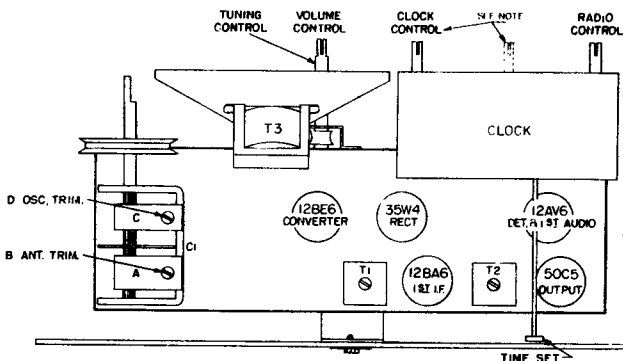 TUNING
CONTROL
VOLUME
CONTROL
CLOCK
CONTROL
SEE NOTE
RADIO
CONTROL
T3
CLOCK
D OSC. TRIM.
C
C1
B ANT. TRIM.
A
12BE6
CONVERTER
35W4
RECT
12AV6
DET. & 1ST AUDIO
T1
12BA6
1ST I.F.
T2
50C5
OUTPUT
TIME SET